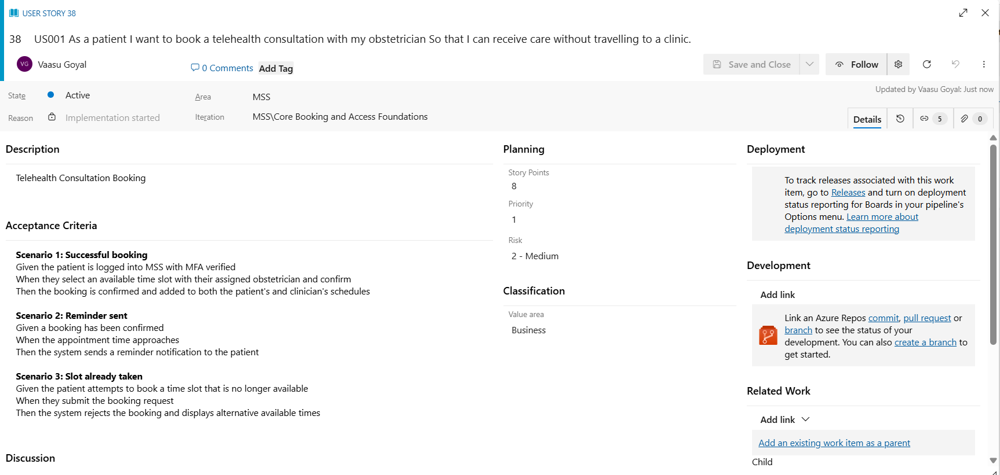 USER STORY 38
38 US001 As a patient I want to book a telehealth consultation with my obstetrician So that I can receive care without travelling to a clinic.
VG Vaasu Goyal
0 Comments Add Tag
Save and Close
Follow
State Active
Area MSS
Updated by Vaasu Goyal: Just now
Reason Implementation started
Iteration MSS\Core Booking and Access Foundations
Details 5 0
Description
Telehealth Consultation Booking
Acceptance Criteria
Scenario 1: Successful booking
Given the patient is logged into MSS with MFA verified
When they select an available time slot with their assigned obstetrician and confirm
Then the booking is confirmed and added to both the patient's and clinician's schedules
Scenario 2: Reminder sent
Given a booking has been confirmed
When the appointment time approaches
Then the system sends a reminder notification to the patient
Scenario 3: Slot already taken
Given the patient attempts to book a time slot that is no longer available
When they submit the booking request
Then the system rejects the booking and displays alternative available times
Discussion
Planning
Story Points
8
Priority
1
Risk
2 - Medium
Classification
Value area
Business
Deployment
To track releases associated with this work
item, go to Releases and turn on deployment
status reporting for Boards in your pipeline's
Options menu. Learn more about
deployment status reporting
Development
Add link
Link an Azure Repos commit, pull request or
branch to see the status of your
development. You can also create a branch to
get started.
Related Work
Add link
Add an existing work item as a parent
Child